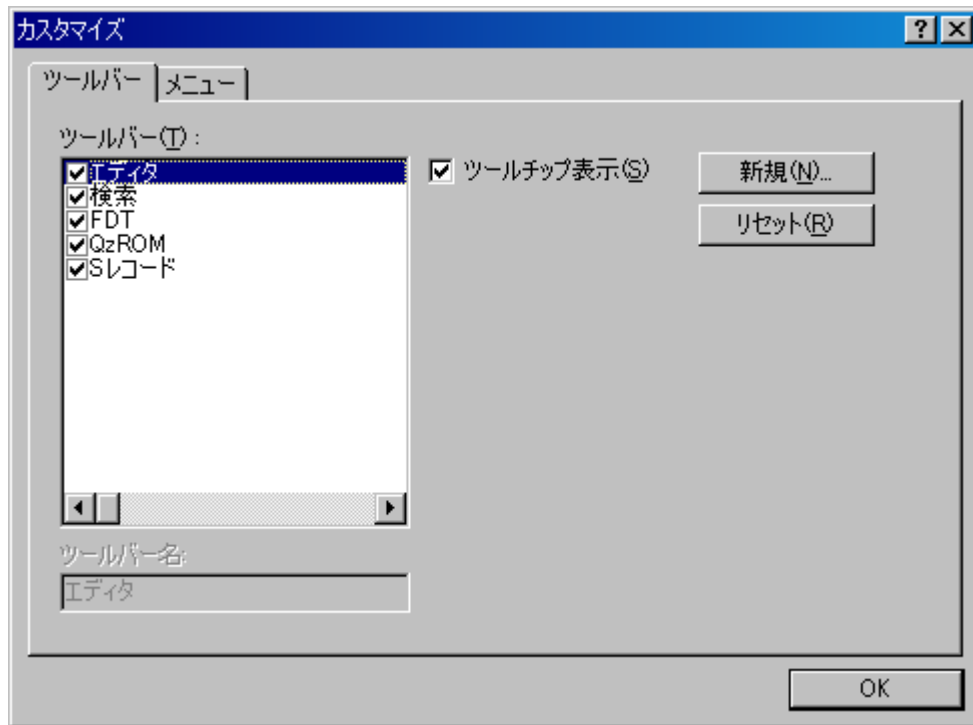 カスタマイズ
ツールバー
メニュー
ツールバー(T):
エディタ
検索
FDT
QzROM
Sレコード
ツールチップ表示(S)
新規(N)...
リセット(R)
ツールバー名:
エディタ
OK